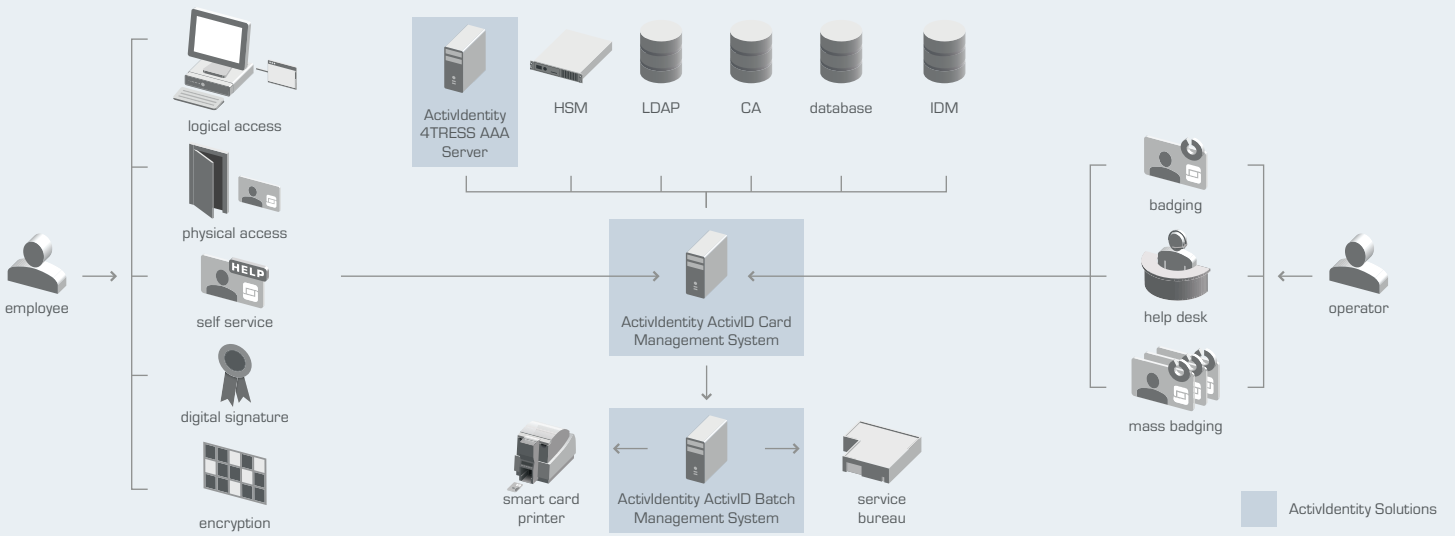 logical access
physical access
HELP
self service
digital signature
encryption
employee
ActivIdentity
4TRESS AAA
Server
HSM
LDAP
CA
database
IDM
ActivIdentity ActivID Card
Management System
ActivIdentity ActivID Batch
Management System
smart card
printer
service
bureau
badging
help desk
mass badging
operator
ActivIdentity Solutions